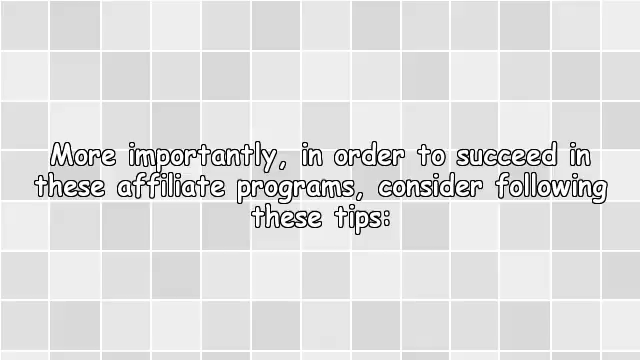 More importantly, in order to succeed in
these affiliate programs, consider following
these tips: